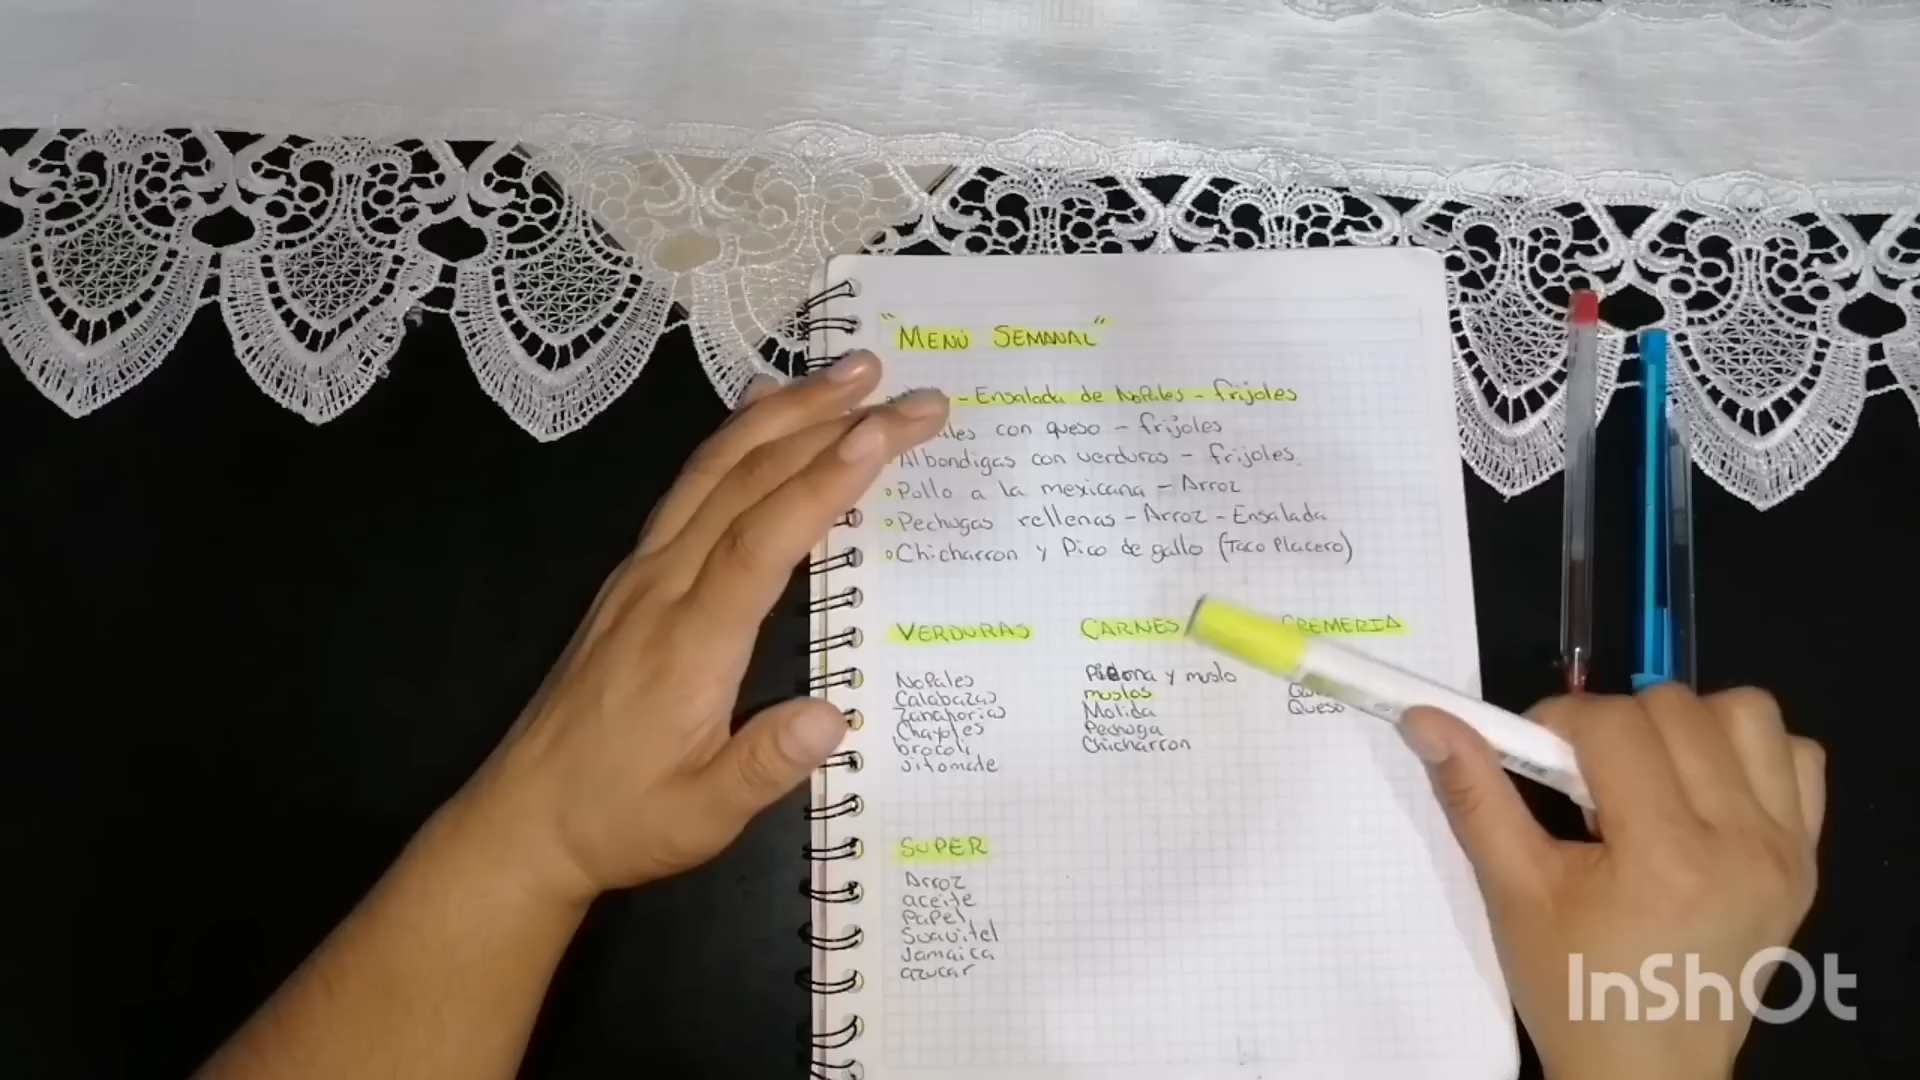 "MENÚ SEMANAL"
- Ensalada de Nopales - frijoles
con queso - frijoles
Albondigas con verduras - frijoles
Pollo a la mexicana - Arroz
Pechugas rellenas - Arroz - Ensalada
Chicharron y Pico de gallo (Taco Placero)
VERDURAS
CARNES
CREMERIA
Nopales
Calabazas
Zanahorias
Chayotes
brocoli
Jitomate
y muslo
muslos
Molida
Pechuga
Chicharron
Queso
SUPER
Arroz
aceite
Papel
Suavitel
Jamaica
azucar
InShOt